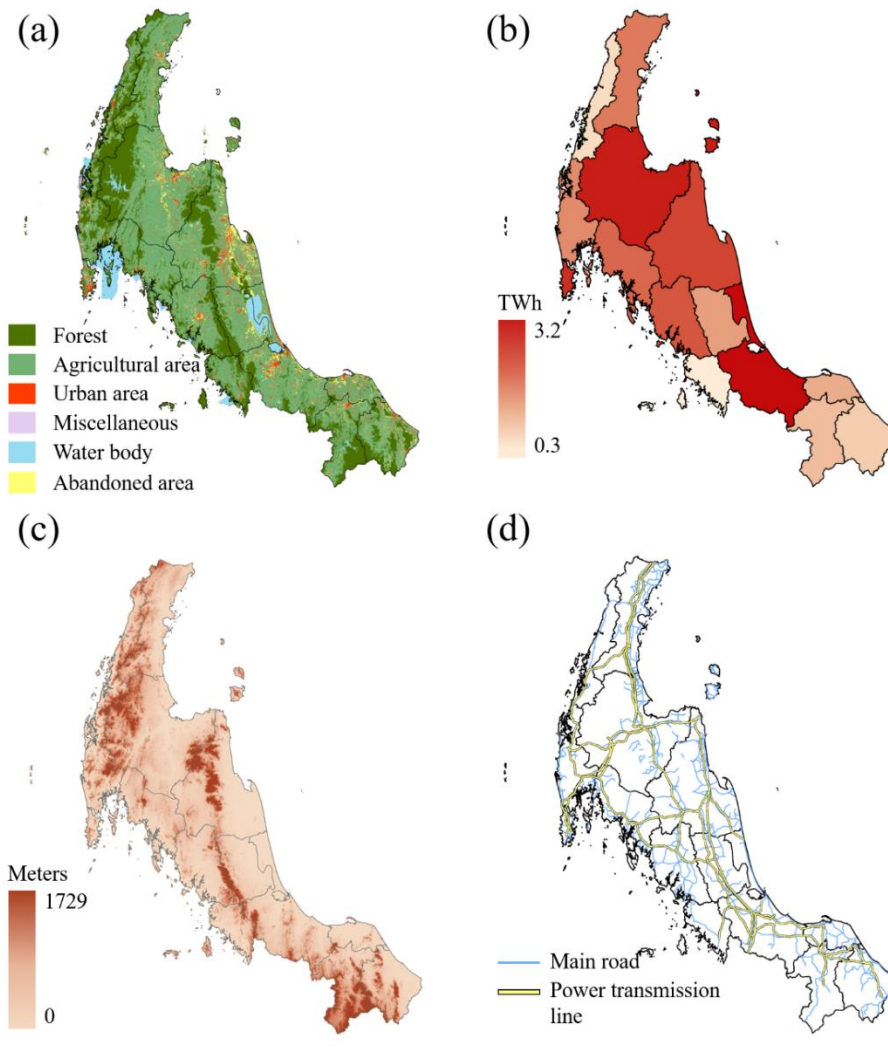 (a)
Forest
Agricultural area
Urban area
Miscellaneous
Water body
Abandoned area
(b)
TWh
3.2
0.3
(c)
Meters
1729
0
(d)
Main road
Power transmission
line